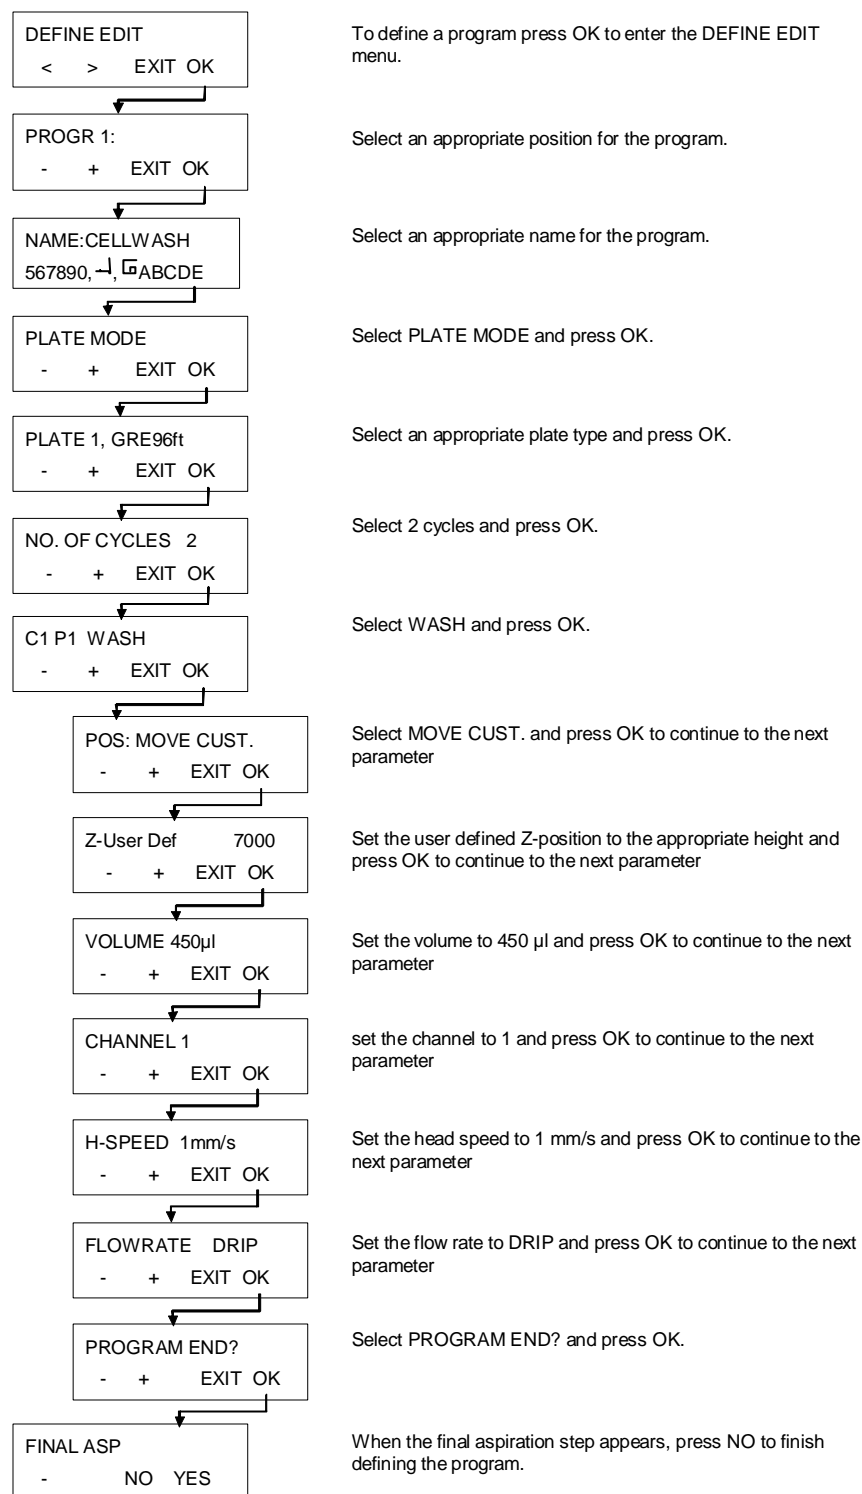 DEFINE EDIT
< > EXIT OK
To define a program press OK to enter the DEFINE EDIT
menu.
PROGR 1:
- + EXIT OK
Select an appropriate position for the program.
NAME:CELLWASH
567890, , ABCDE
Select an appropriate name for the program.
PLATE MODE
- + EXIT OK
Select PLATE MODE and press OK.
PLATE 1, GRE96ft
- + EXIT OK
Select an appropriate plate type and press OK.
NO. OF CYCLES 2
- + EXIT OK
Select 2 cycles and press OK.
C1 P1 WASH
- + EXIT OK
Select WASH and press OK.
POS: MOVE CUST.
- + EXIT OK
Select MOVE CUST. and press OK to continue to the next
parameter
Z-User Def 7000
- + EXIT OK
Set the user defined Z-position to the appropriate height and
press OK to continue to the next parameter
VOLUME 450µl
- + EXIT OK
Set the volume to 450 µl and press OK to continue to the next
parameter
CHANNEL 1
- + EXIT OK
set the channel to 1 and press OK to continue to the next
parameter
H-SPEED 1mm/s
- + EXIT OK
Set the head speed to 1 mm/s and press OK to continue to the
next parameter
FLOWRATE DRIP
- + EXIT OK
Set the flow rate to DRIP and press OK to continue to the next
parameter
PROGRAM END?
- + EXIT OK
Select PROGRAM END? and press OK.
FINAL ASP
- NO YES
When the final aspiration step appears, press NO to finish
defining the program.